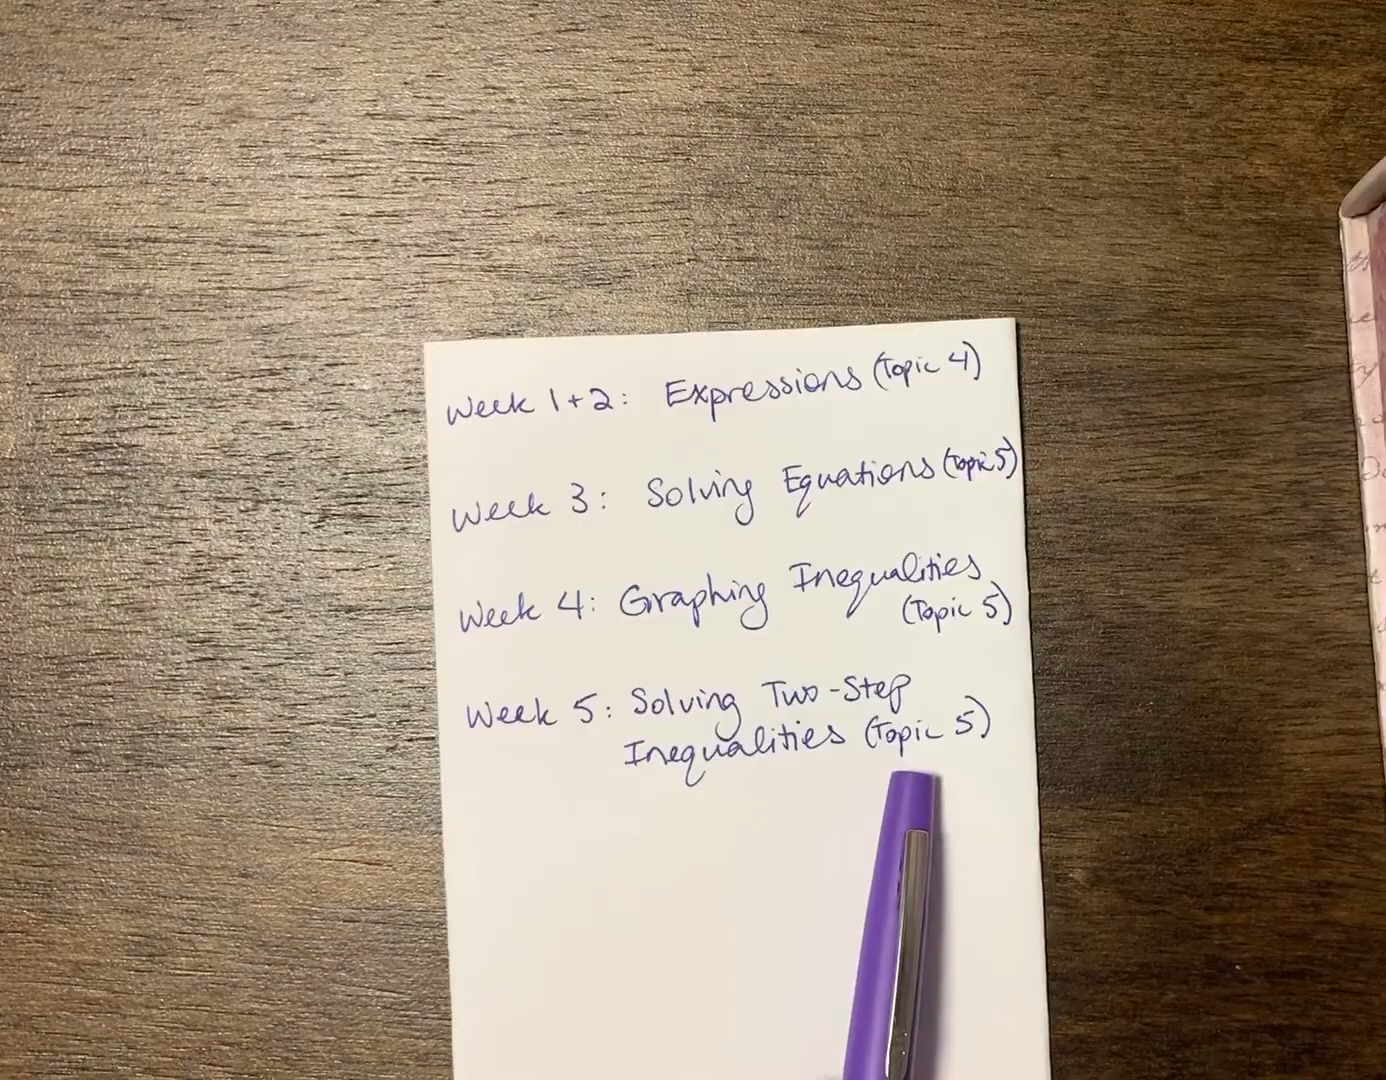 Week 1+2: Expressions (Topic 4)
Week 3: Solving Equations (Topic 5)
Week 4: Graphing Inequalities
(Topic 5)
Week 5: Solving Two-Step
Inequalities (Topic 5)